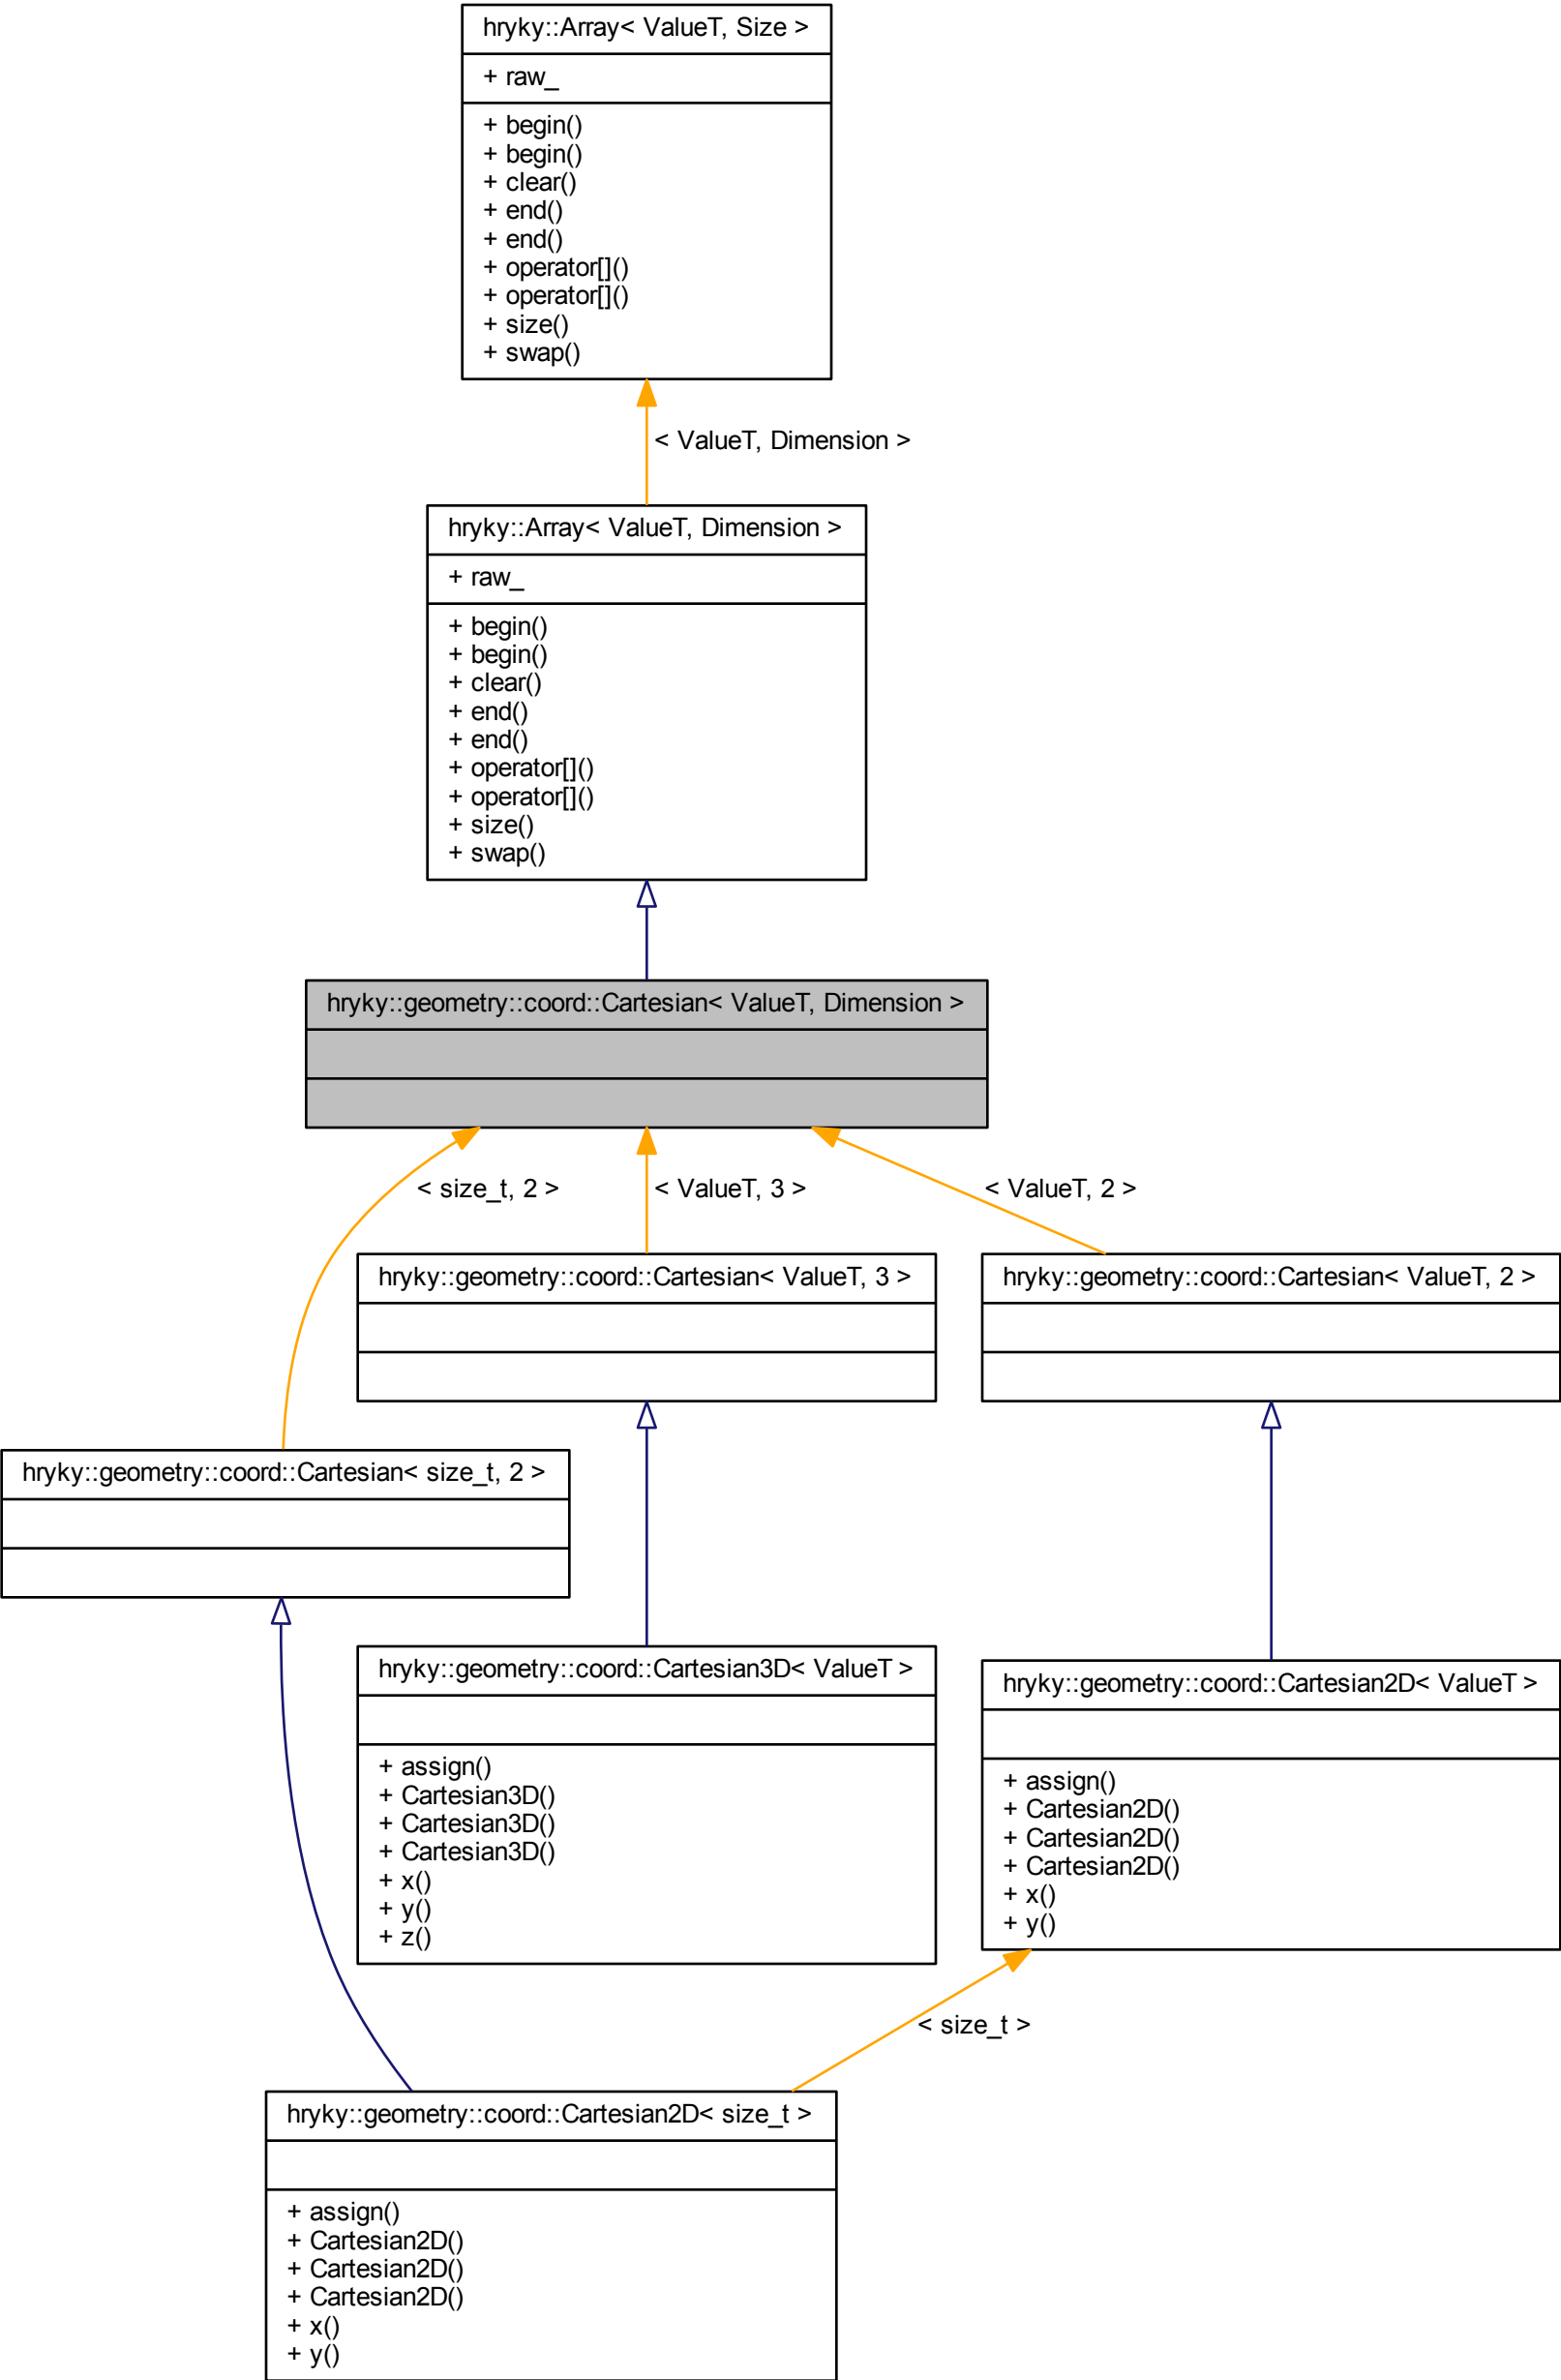 hryky::Array< ValueT, Size >
+ raw_
+ begin()
+ begin()
+ clear()
+ end()
+ end()
+ operator[]()
+ operator[]()
+ size()
+ swap()
< ValueT, Dimension >
hryky::Array< ValueT, Dimension >
+ raw_
+ begin()
+ begin()
+ clear()
+ end()
+ end()
+ operator[]()
+ operator[]()
+ size()
+ swap()
hryky::geometry::coord::Cartesian< ValueT, Dimension >
< size_t, 2 >
< ValueT, 3 >
< ValueT, 2 >
hryky::geometry::coord::Cartesian< ValueT, 3 >
hryky::geometry::coord::Cartesian< ValueT, 2 >
hryky::geometry::coord::Cartesian< size_t, 2 >
hryky::geometry::coord::Cartesian3D< ValueT >
+ assign()
+ Cartesian3D()
+ Cartesian3D()
+ Cartesian3D()
+ x()
+ y()
+ z()
hryky::geometry::coord::Cartesian2D< ValueT >
+ assign()
+ Cartesian2D()
+ Cartesian2D()
+ Cartesian2D()
+ x()
+ y()
< size_t >
hryky::geometry::coord::Cartesian2D< size_t >
+ assign()
+ Cartesian2D()
+ Cartesian2D()
+ Cartesian2D()
+ x()
+ y()